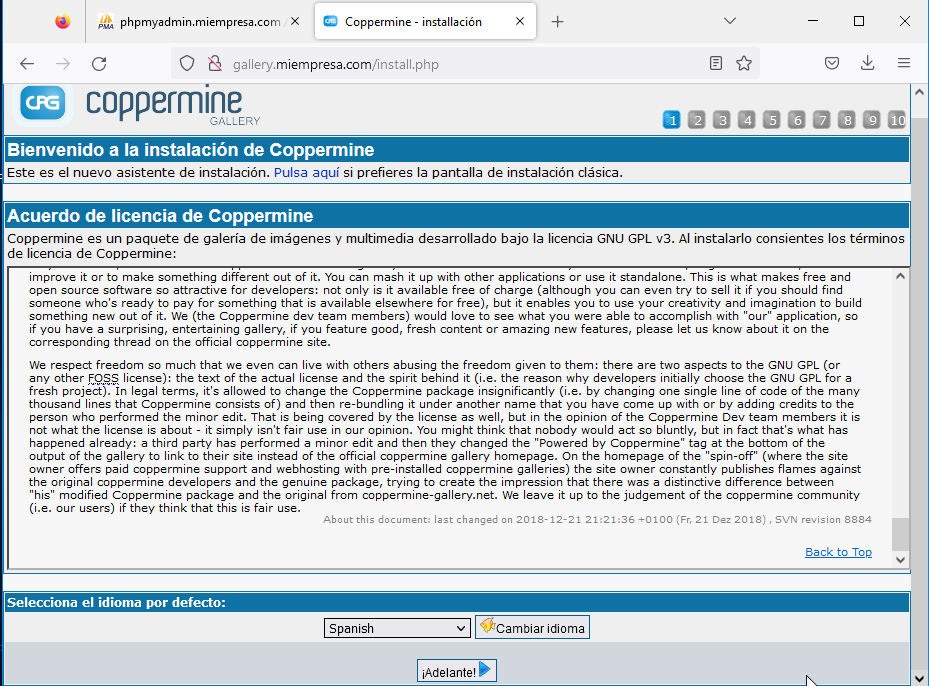 phpmyadmin.miempresa.com /
Coppermine - instalación
gallery.miempresa.com/install.php
CPG coppermine
GALLERY
1 2 3 4 5 6 7 8 9 10
Bienvenido a la instalación de Coppermine
Este es el nuevo asistente de instalación. Pulsa aquí si prefieres la pantalla de instalación clásica.
Acuerdo de licencia de Coppermine
Coppermine es un paquete de galería de imágenes y multimedia desarrollado bajo la licencia GNU GPL v3. Al instalarlo consientes los términos
de licencia de Coppermine:
improve it or to make something different out of it. You can mash it up with other applications or use it standalone. This is what makes free and
open source software so attractive for developers: not only is it available free of charge (although you can even try to sell it if you should find
someone who's ready to pay for something that is available elsewhere for free), but it enables you to use your creativity and imagination to build
something new out of it. We (the Coppermine dev team members) would love to see what you were able to accomplish with "our" application, so
if you have a surprising, entertaining gallery, if you feature good, fresh content or amazing new features, please let us know about it on the
corresponding thread on the official coppermine site.
We respect freedom so much that we even can live with others abusing the freedom given to them: there are two aspects to the GNU GPL (or
any other FOSS license): the text of the actual license and the spirit behind it (i.e. the reason why developers initially choose the GNU GPL for a
fresh project). In legal terms, it's allowed to change the Coppermine package insignificantly (i.e. by changing one single line of code of the many
thousand lines that Coppermine consists of) and then re-bundling it under another name that you have come up with or by adding credits to the
person who performed the minor edit. That is being covered by the license as well, but in the opinion of the Coppermine Dev team members it is
not what the license is about - it simply isn't fair use in our opinion. You might think that nobody would act so bluntly, but in fact that's what has
happened already: a third party has performed a minor edit and then they changed the "Powered by Coppermine" tag at the bottom of the
output of the gallery to link to their site instead of the official coppermine gallery homepage. On the homepage of the "spin-off" (where the site
owner offers paid coppermine support and webhosting with pre-installed coppermine galleries) the site owner constantly publishes flames against
the original coppermine developers and the genuine package, trying to create the impression that there was a distinctive difference between
"his" modified Coppermine package and the original from coppermine-gallery.net. We leave it up to the judgement of the coppermine community
(i.e. our users) if they think that this is fair use.
About this document: last changed on 2018-12-21 21:21:36 +0100 (Fr, 21 Dez 2018) , SVN revision 8884
Back to Top
Selecciona el idioma por defecto:
Spanish Cambiar idioma
¡Adelante!